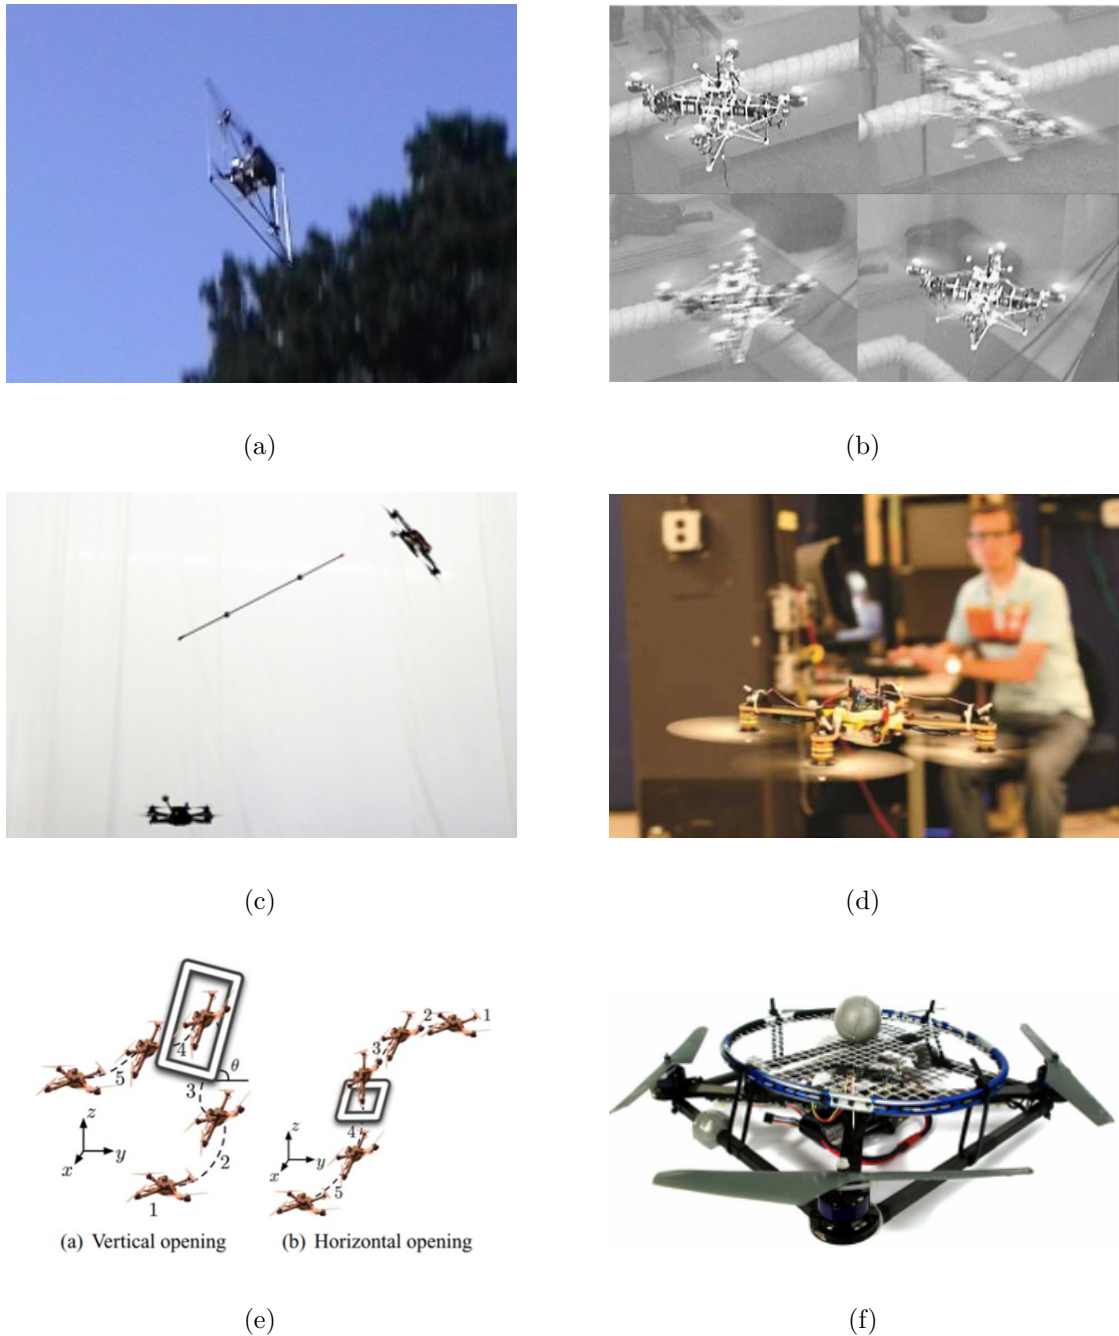 (a)
(b)
(c)
(d)
4
5
3
θ
z
y
x
2
1
2
1
3
4
z
y
x
5
(a) Vertical opening
(b) Horizontal opening
(e)
(f)